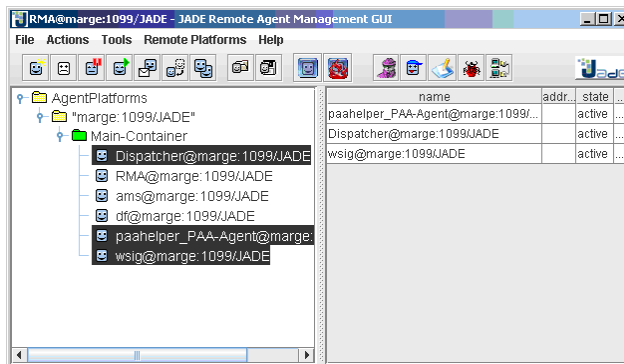 RMA@marge:1099/JADE - JADE Remote Agent Management GUI
File Actions Tools Remote Platforms Help
Jade
AgentPlatforms
"marge:1099/JADE"
Main-Container
Dispatcher@marge:1099/JADE
RMA@marge:1099/JADE
ams@marge:1099/JADE
df@marge:1099/JADE
paahelper_PAA-Agent@marge:
wsig@marge:1099/JADE
name addr... state ...
paahelper_PAA-Agent@marge:1099/... active ...
Dispatcher@marge:1099/JADE active ...
wsig@marge:1099/JADE active ...